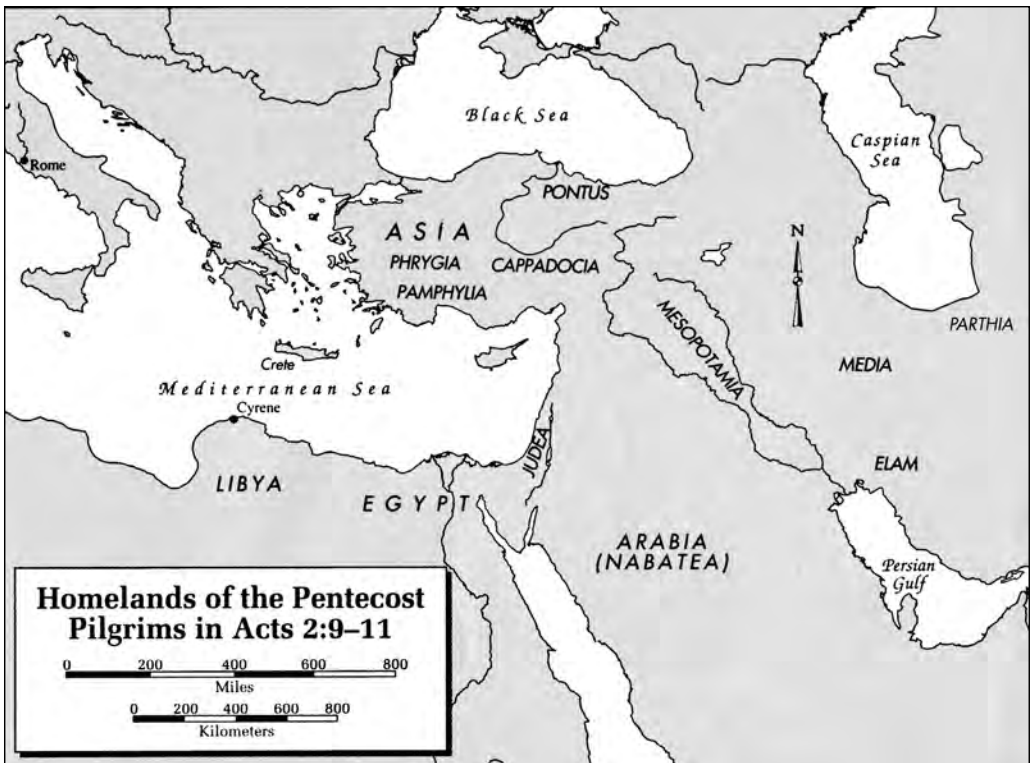 Black Sea
Caspian
Sea
Rome
PONTUS
N
ASIA
PHRYGIA
CAPPADOCIA
PAMPHYLIA
MESOPOTAMIA
PARTHIA
MEDIA
Crete
Mediterranean Sea
Cyrene
JUDEA
ELAM
LIBYA
EGYPT
ARABIA
(NABATEA)
Persian
Gulf
Homelands of the Pentecost
Pilgrims in Acts 2:9–11
0 200 400 600 800
Miles
0 200 400 600 800
Kilometers